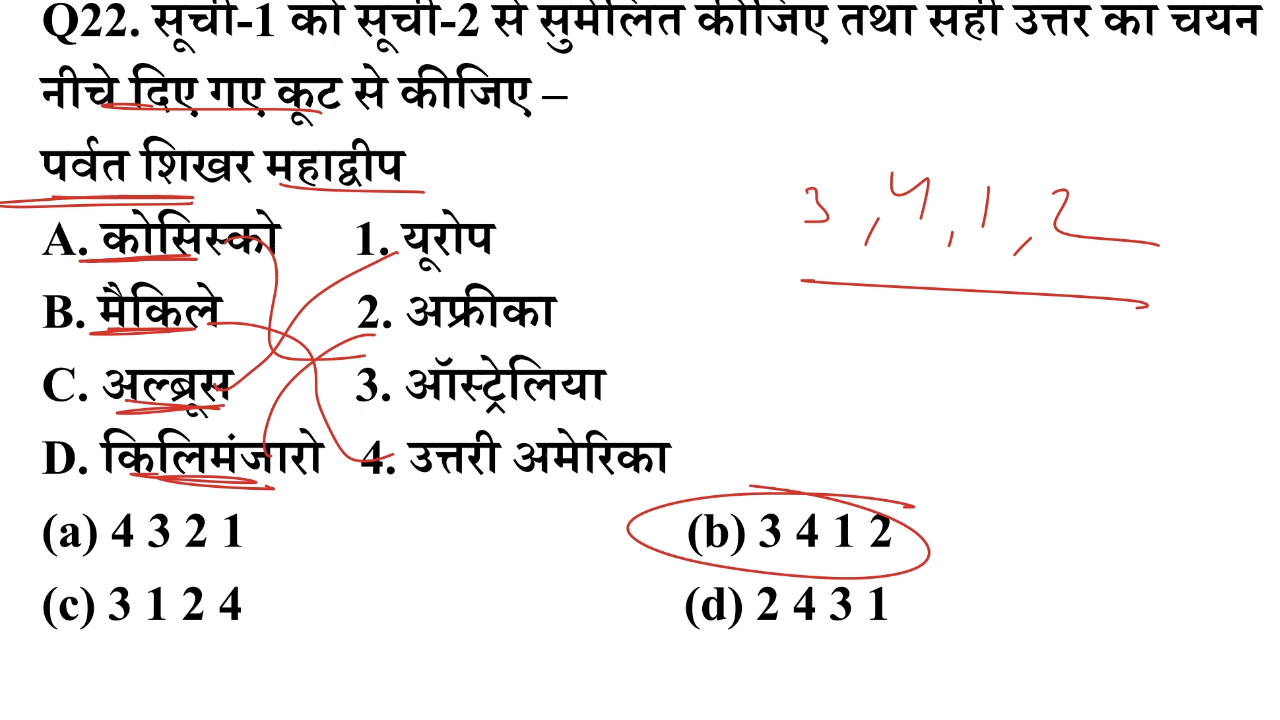 Q22. सूची-1 को सूची-2 से सुमेलित कीजिए तथा सही उत्तर का चयन
नीचे दिए गए कूट से कीजिए –
पर्वत शिखर महाद्वीप
3 , 4 , 1 , 2
A. कोसिस्को 1. यूरोप
B. मैकिले 2. अफ्रीका
C. अल्ब्रूस 3. ऑस्ट्रेलिया
D. किलिमंजारो 4. उत्तरी अमेरिका
(a) 4 3 2 1 (b) 3 4 1 2
(c) 3 1 2 4 (d) 2 4 3 1